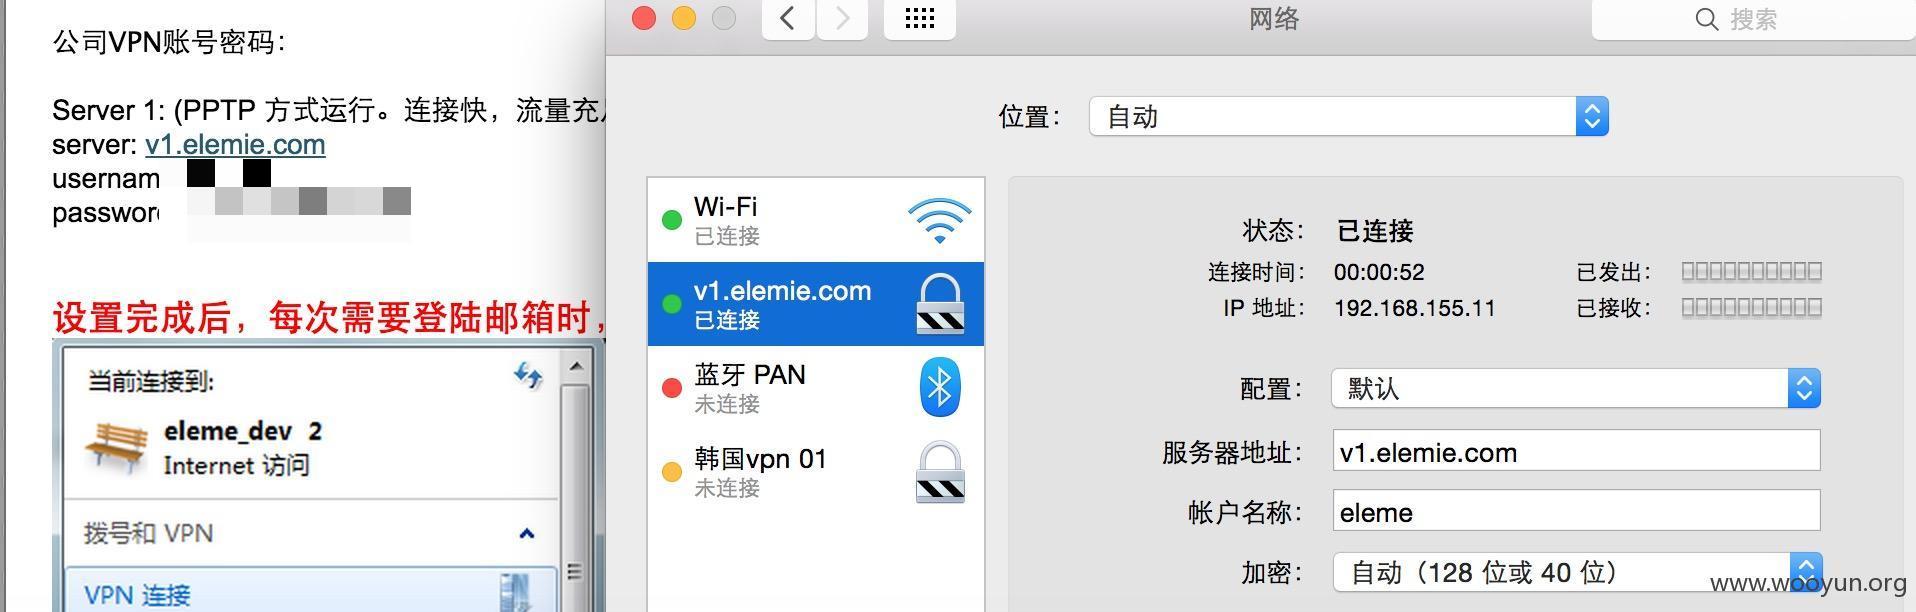 公司VPN账号密码：
Server 1: (PPTP 方式运行。连接快，流量充
server: v1.elemie.com
usernam
password
设置完成后，每次需要登陆邮箱时，
当前连接到:
eleme_dev 2
Internet 访问
拨号和 VPN
VPN 连接
网络
搜索
位置：
自动
Wi-Fi
已连接
v1.elemie.com
已连接
蓝牙 PAN
未连接
韩国vpn 01
未连接
状态：
已连接
连接时间：
00:00:52
已发出：
IP 地址：
192.168.155.11
已接收：
配置：
默认
服务器地址：
v1.elemie.com
帐户名称：
eleme
加密：
自动（128 位或 40 位）
www.wooyun.org